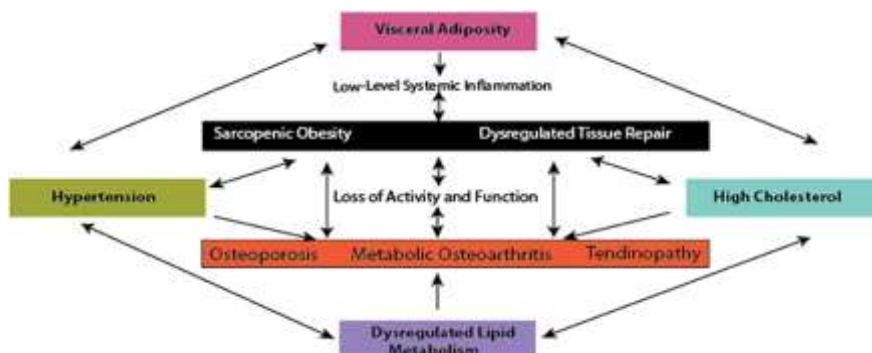 Visceral Adiposity
Low-Level Systemic Inflammation
Sarcopenic Obesity Dysregulated Tissue Repair
Hypertension
Loss of Activity and Function
High Cholesterol
Osteoporosis Metabolic Osteoarthritis Tendinopathy
Dysregulated Lipid
Metabolism